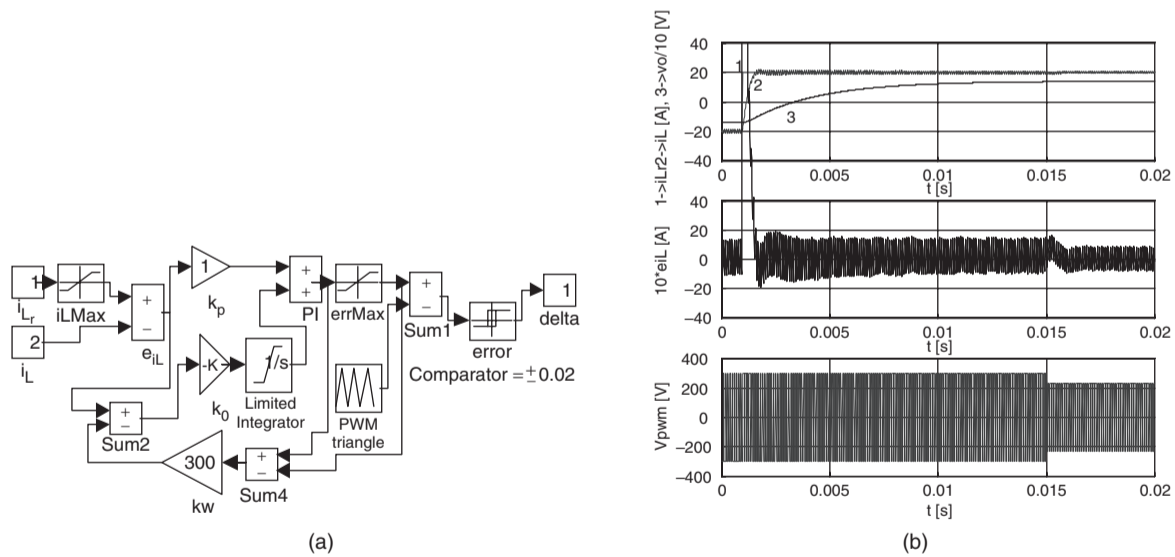 1
i_Lr
iLMax
2
i_L
+
−
e_iL
1
k_p
-K
k_0
1/s
Limited
Integrator
+
+
PI
errMax
+
−
Sum1
error
Comparator = ± 0.02
1
delta
PWM
triangle
+
−
Sum2
300
kw
+
−
Sum4
(a)
1->iLr2->iL [A], 3->vo/10 [V]
40
20
0
−20
−40
1
2
3
0
0.005
0.01
0.015
0.02
t [s]
10*eiL [A]
40
20
0
−20
−40
0
0.005
0.01
0.015
0.02
t [s]
Vpwm [V]
400
200
0
−200
−400
0
0.005
0.01
0.015
0.02
t [s]
(b)